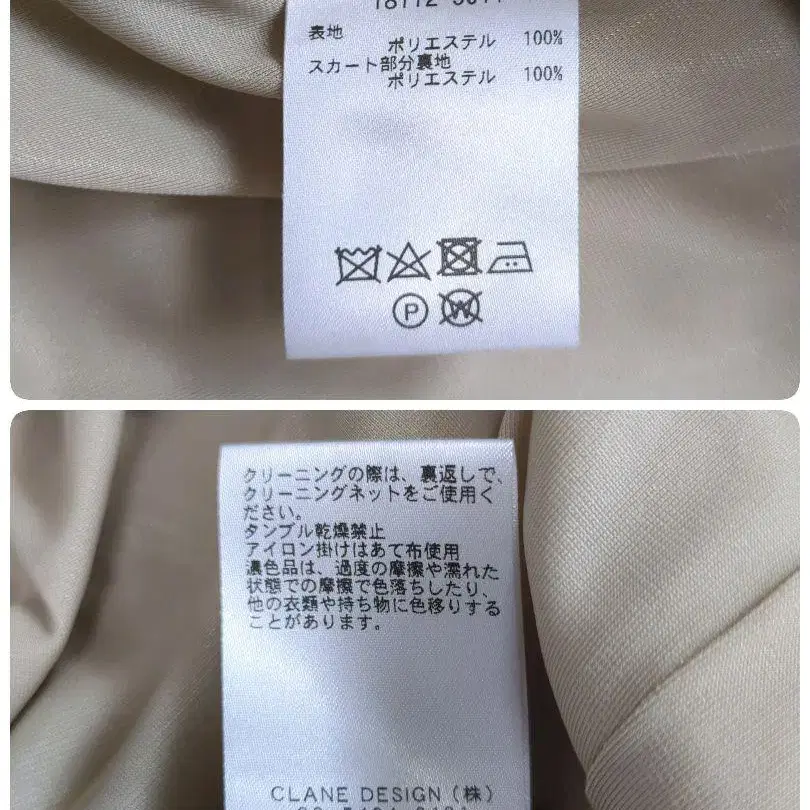 表地
ポリエステル 100%
スカート部分裏地
ポリエステル 100%
P
W
クリーニングの際は、裏返しで、
クリーニングネットをご使用く
ださい。
タンブル乾燥禁止
アイロン掛けはあて布使用
濃色品は、過度の摩擦や濡れた
状態での摩擦で色落ちしたり、
他の衣類や持ち物に色移りする
ことがあります。
CLANE DESIGN (株)